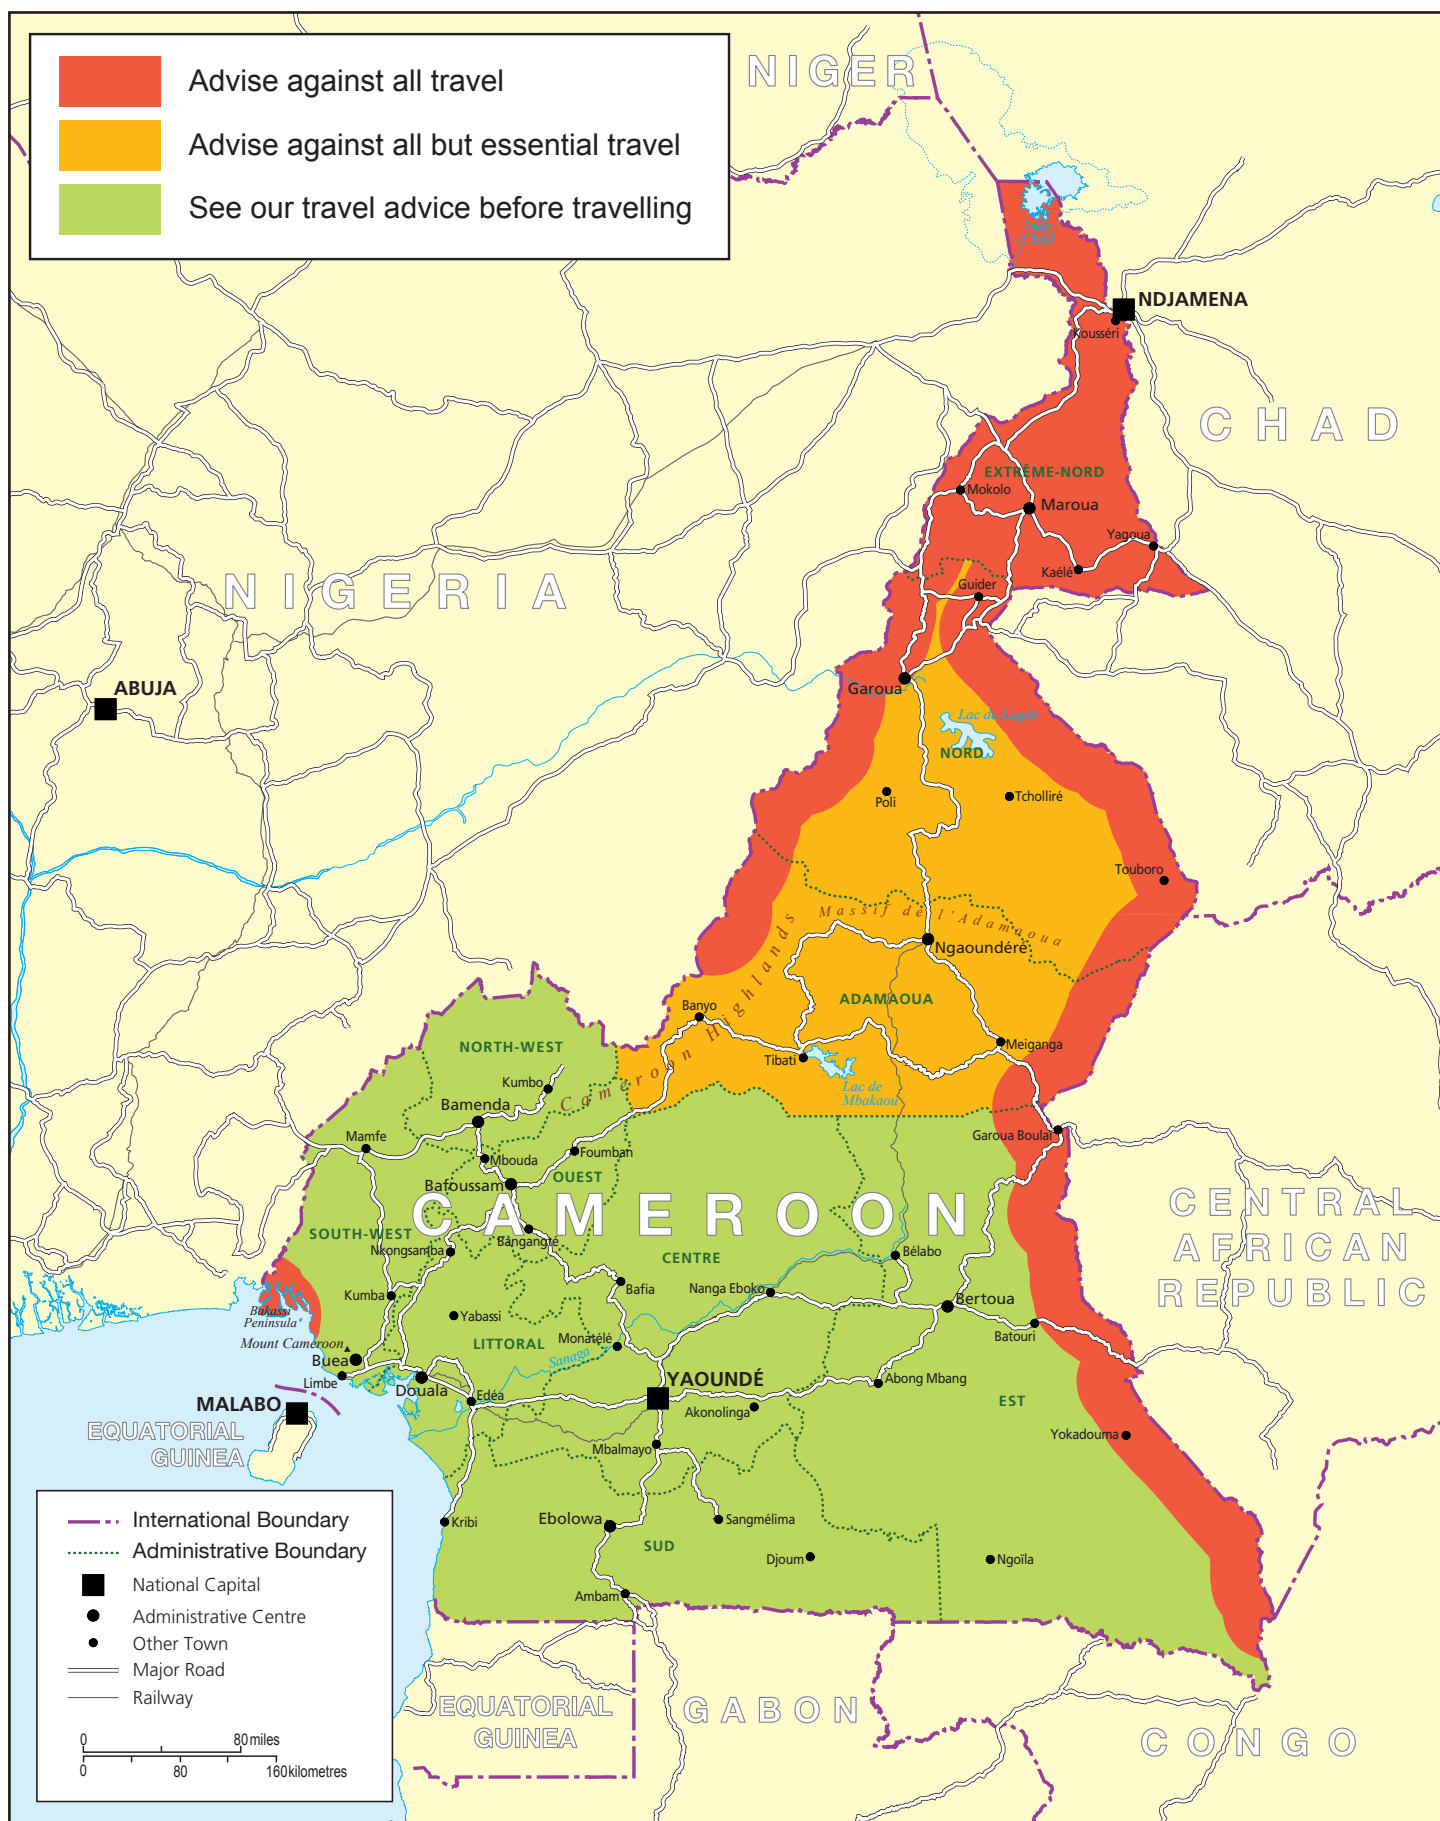 Advise against all travel
Advise against all but essential travel
See our travel advice before travelling
NIGER
Lake
Chad
NDJAMENA
Kousséri
CHAD
EXTRÊME-NORD
Mokolo
Maroua
Yagoua
Kaélé
Guider
NIGERIA
ABUJA
Garoua
Lac de Lagdo
NORD
Poli
Tcholliré
Touboro
Massif de l'Adamaoua
Ngaoundéré
ADAMAOUA
Banyo
Cameroon Highlands
Tibati
Meiganga
Lac de
Mbakaou
NORTH-WEST
Kumbo
Bamenda
Mamfe
Mbouda
Foumban
Garoua Boulai
OUEST
Bafoussam
CAMEROON
SOUTH-WEST
Bangangté
Nkongsamba
CENTRE
Bélabo
CENTRAL
AFRICAN
REPUBLIC
Kumba
Bafia
Nanga Eboko
Bertoua
Bakassi
Peninsula
Yabassi
Batouri
Mount Cameroon
LITTORAL
Monatélé
Sanaga
Buea
Limbe
Douala
Edéa
YAOUNDÉ
Abong Mbang
Akonolinga
EST
MALABO
EQUATORIAL
GUINEA
Mbalmayo
Yokadouma
Kribi
Ebolowa
Sangmélima
SUD
Djoum
Ngoïla
Ambam
International Boundary
Administrative Boundary
National Capital
Administrative Centre
Other Town
Major Road
Railway
0 80 miles
0 80 160 kilometres
EQUATORIAL
GUINEA
GABON
CONGO